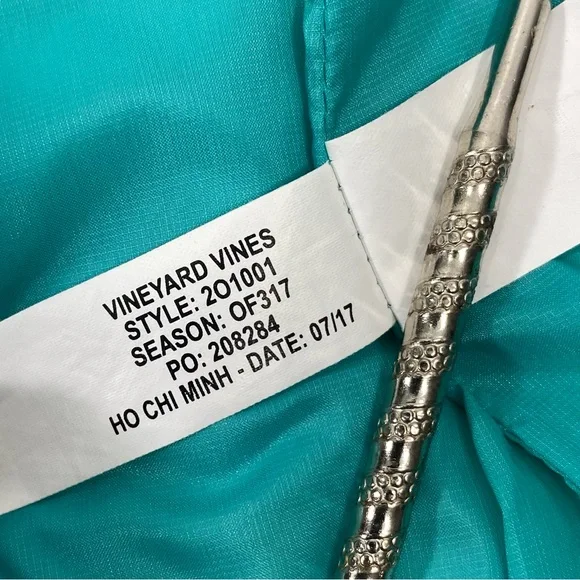 VINEYARD VINES
STYLE: 2O1001
SEASON: OF317
PO: 208284
HO CHI MINH - DATE: 07/17